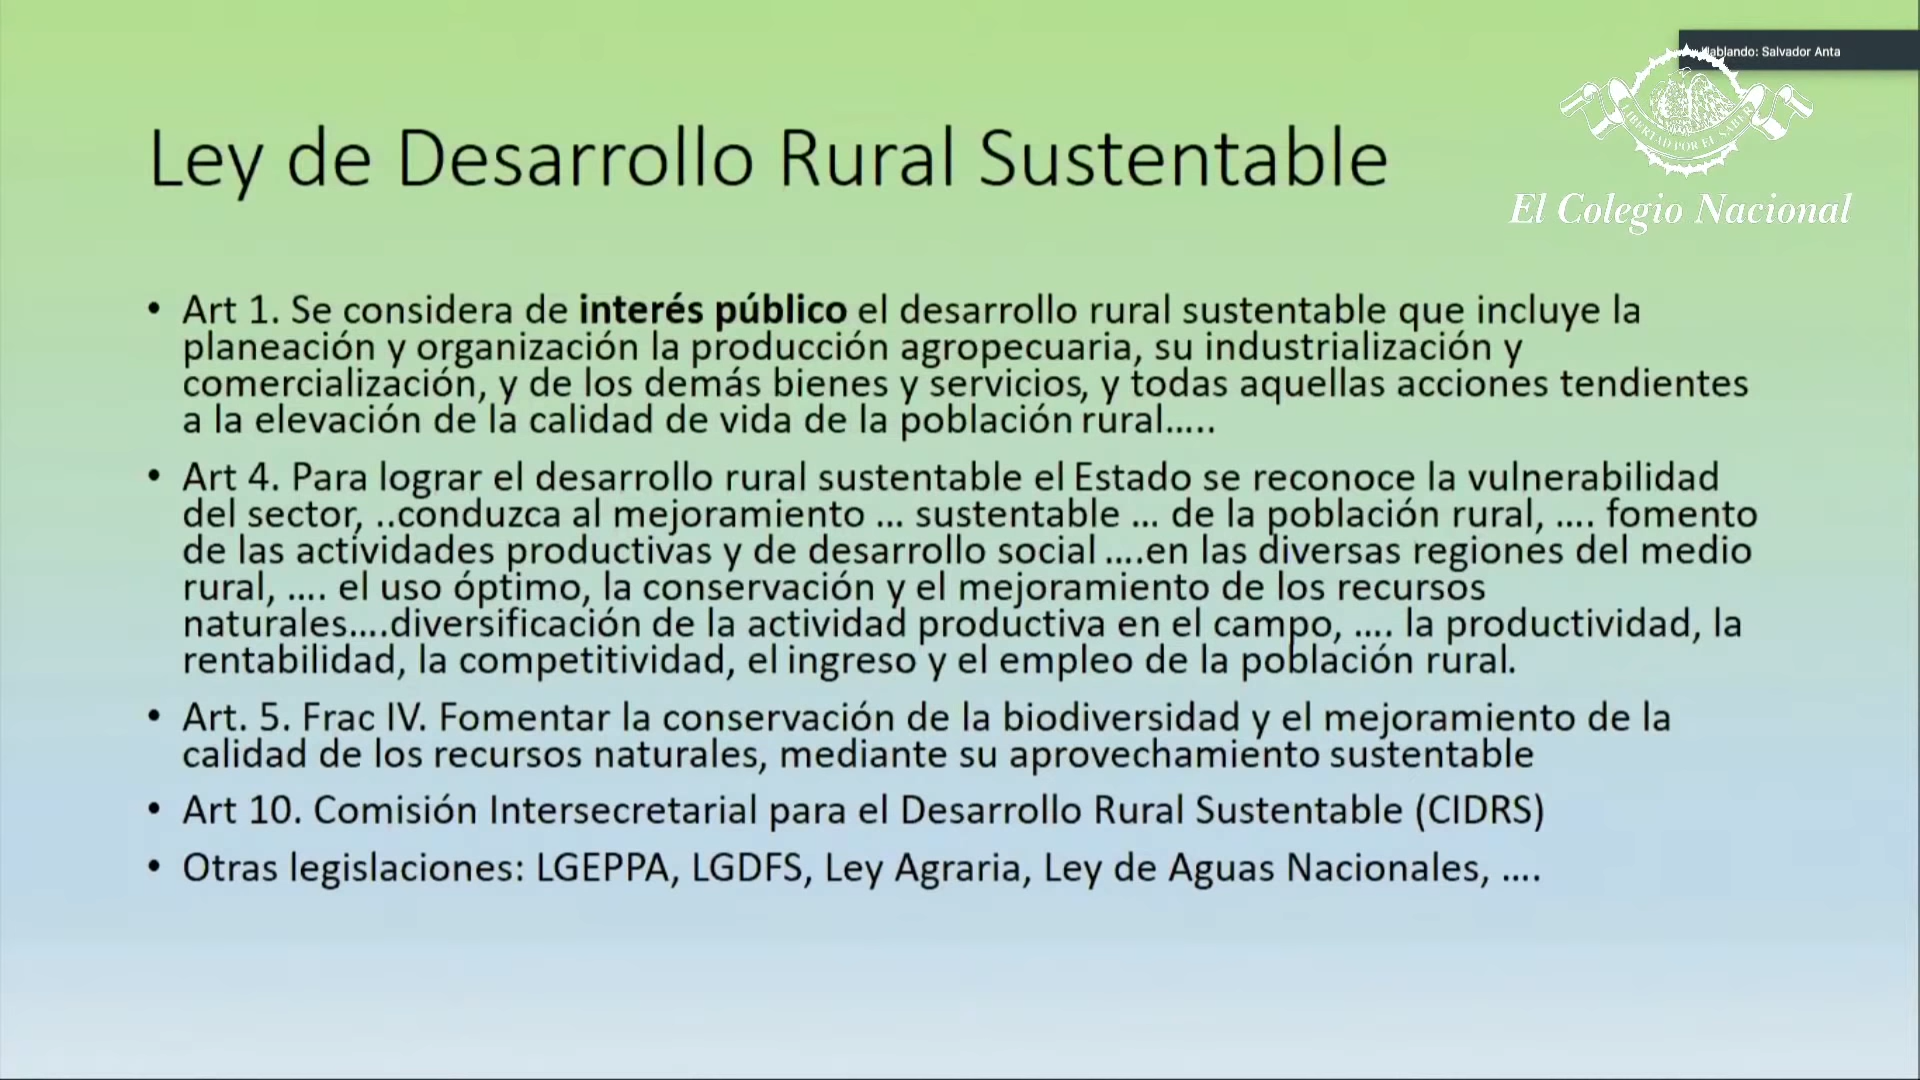 Hablando: Salvador Anta
LIBERTAD POR EL SABER
El Colegio Nacional
Ley de Desarrollo Rural Sustentable
• Art 1. Se considera de interés público el desarrollo rural sustentable que incluye la
planeación y organización la producción agropecuaria, su industrialización y
comercialización, y de los demás bienes y servicios, y todas aquellas acciones tendientes
a la elevación de la calidad de vida de la población rural.....
• Art 4. Para lograr el desarrollo rural sustentable el Estado se reconoce la vulnerabilidad
del sector, ..conduzca al mejoramiento ... sustentable ... de la población rural, .... fomento
de las actividades productivas y de desarrollo social ....en las diversas regiones del medio
rural, .... el uso óptimo, la conservación y el mejoramiento de los recursos
naturales....diversificación de la actividad productiva en el campo, .... la productividad, la
rentabilidad, la competitividad, el ingreso y el empleo de la población rural.
• Art. 5. Frac IV. Fomentar la conservación de la biodiversidad y el mejoramiento de la
calidad de los recursos naturales, mediante su aprovechamiento sustentable
• Art 10. Comisión Intersecretarial para el Desarrollo Rural Sustentable (CIDRS)
• Otras legislaciones: LGEPPA, LGDFS, Ley Agraria, Ley de Aguas Nacionales, ....